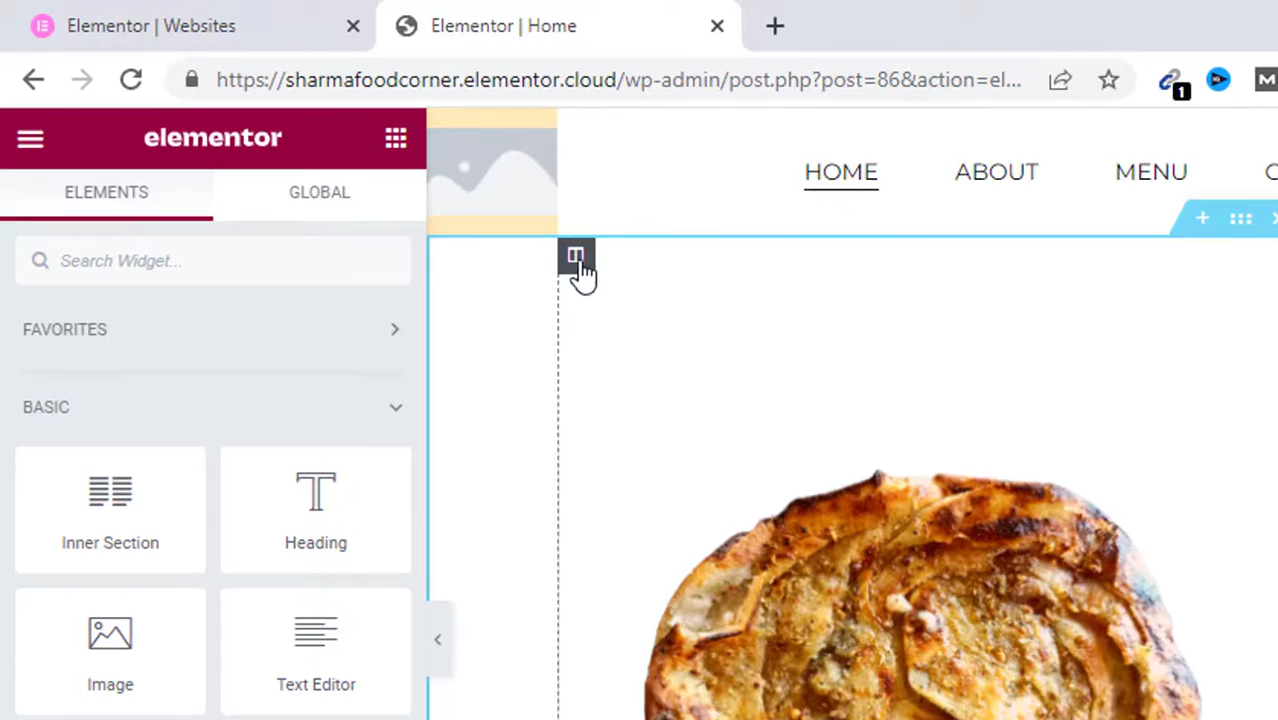 Elementor | Websites
Elementor | Home
https://sharmafoodcorner.elementor.cloud/wp-admin/post.php?post=86&action=el...
1
M
elementor
HOME ABOUT MENU
ELEMENTS GLOBAL
Search Widget...
FAVORITES
BASIC
Inner Section Heading
Image Text Editor